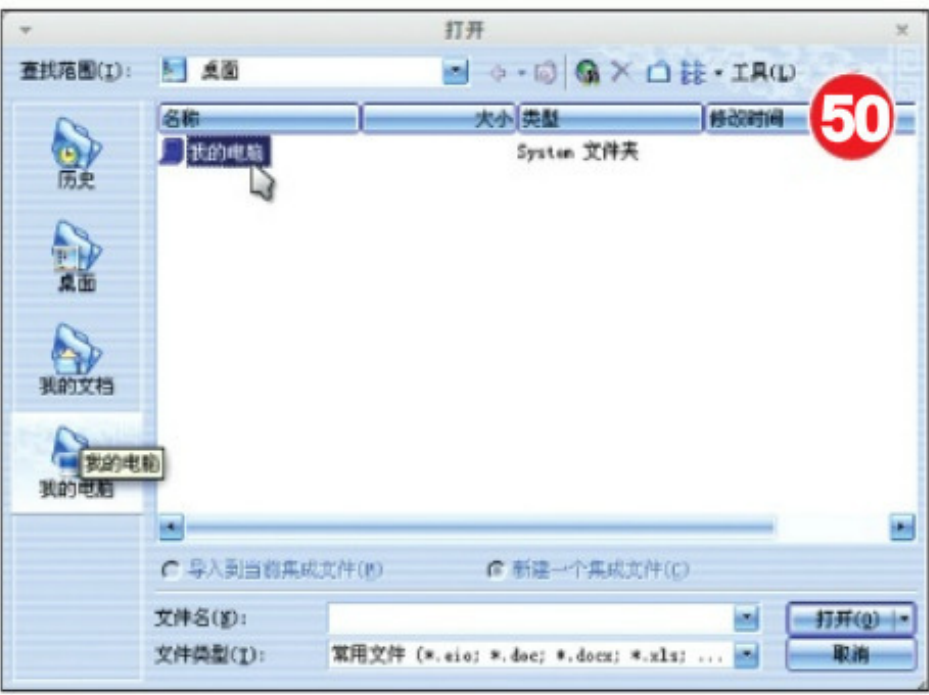 打开
查找范围(I): 桌面 工具(L)
50
名称 大小 类型 修改时间
我的电脑 System 文件夹
历史
桌面
我的文档
我的电脑
我的电脑
导入到当前集成文件(M) 新建一个集成文件(C)
文件名(N): 打开(O)
文件类型(T): 常用文件 (*.eio; *.doc; *.docx; *.xls; ... 取消